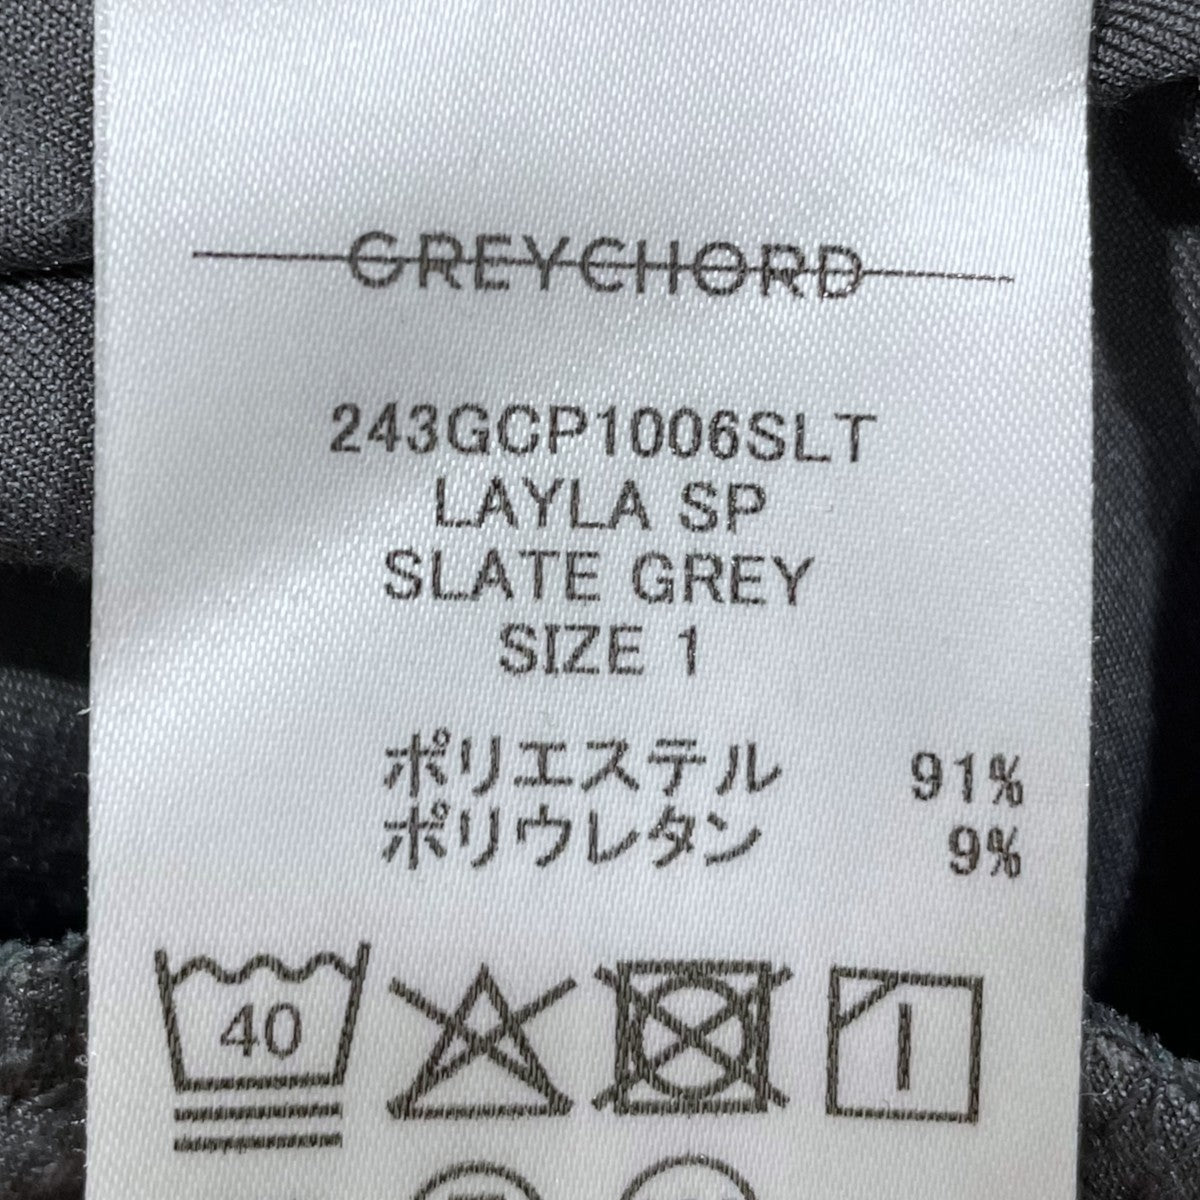 GREYCHORD
243GCP1006SLT
LAYLA SP
SLATE GREY
SIZE 1
ポリエステル 91%
ポリウレタン 9%
40